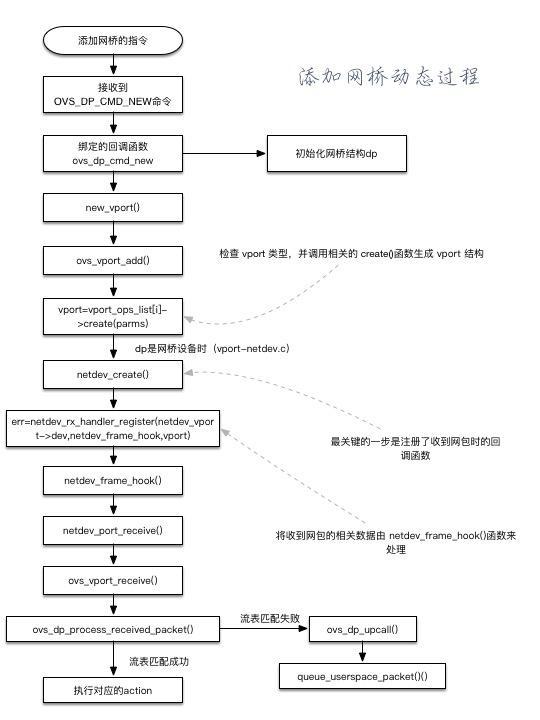 添加网桥的指令
添加网桥动态过程
接收到
OVS_DP_CMD_NEW命令
绑定的回调函数
ovs_dp_cmd_new
初始化网桥结构dp
new_vport()
ovs_vport_add()
检查 vport 类型，并调用相关的 create()函数生成 vport 结构
vport=vport_ops_list[i]–
>create(parms)
dp是网桥设备时（vport–netdev.c）
netdev_create()
err=netdev_rx_handler_register(netdev_vpor
t–>dev,netdev_frame_hook,vport)
最关键的一步是注册了收到网包时的回
调函数
netdev_frame_hook()
netdev_port_receive()
将收到网包的相关数据由 netdev_frame_hook()函数来
处理
ovs_vport_receive()
流表匹配失败
ovs_dp_process_received_packet()
ovs_dp_upcall()
流表匹配成功
queue_userspace_packet()()
执行对应的action